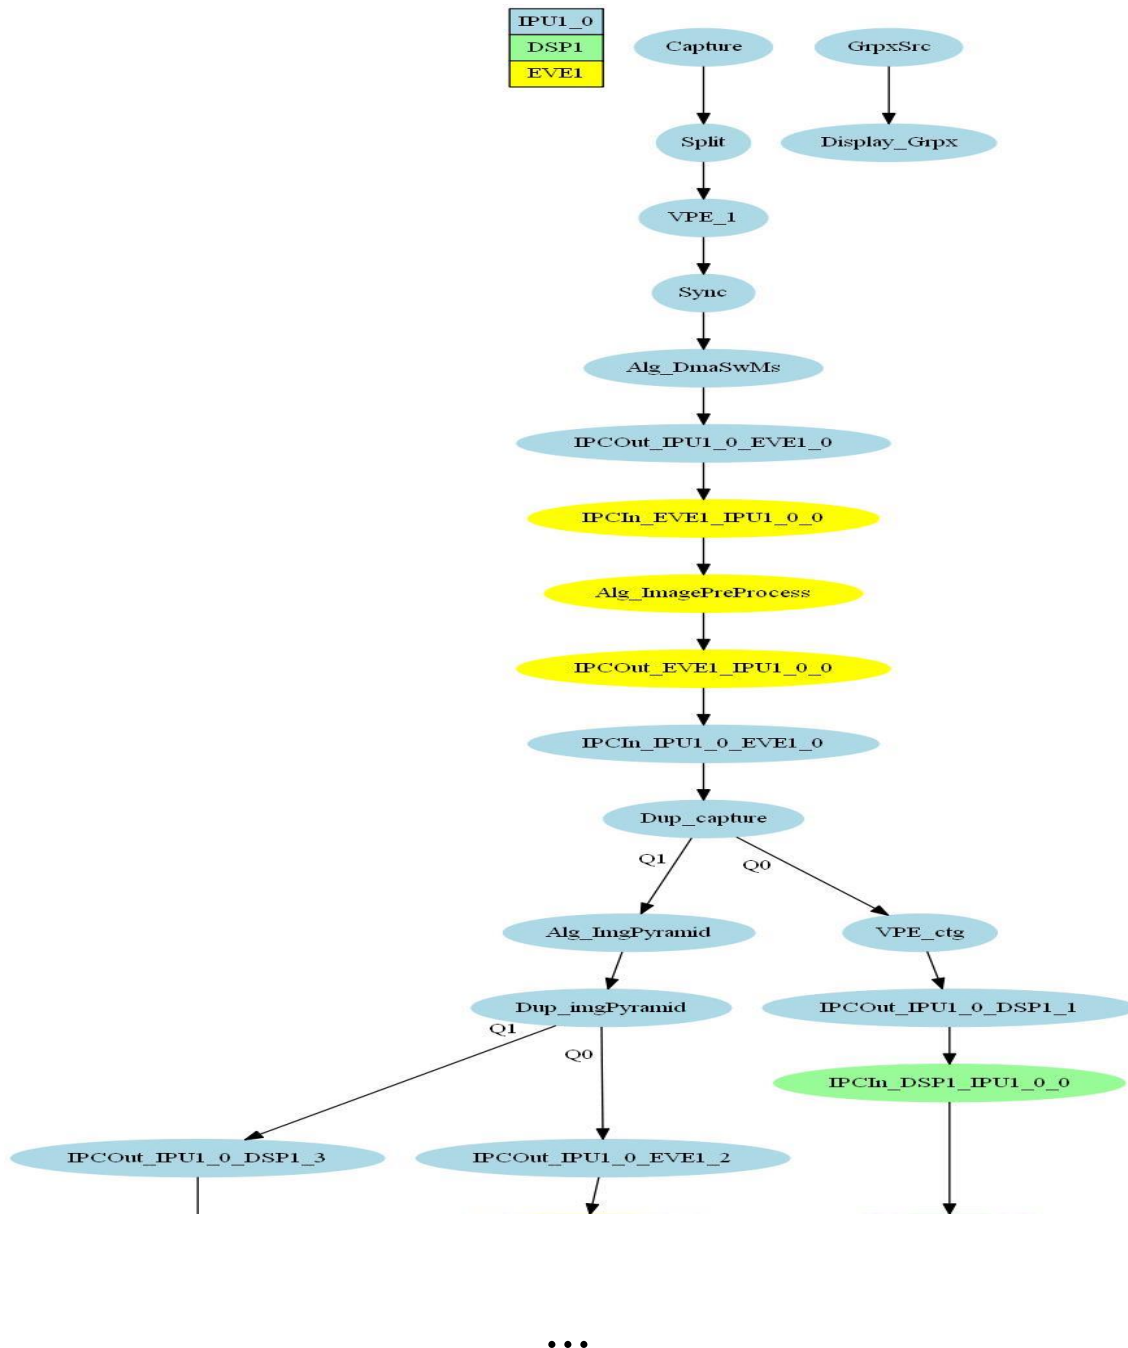 IPU1_0
DSP1
EVE1
Capture
GrpxSrc
Split
Display_Grpx
VPE_1
Sync
Alg_DmaSwMs
IPCOut_IPU1_0_EVE1_0
IPCIn_EVE1_IPU1_0_0
Alg_ImagePreProcess
IPCOut_EVE1_IPU1_0_0
IPCIn_IPU1_0_EVE1_0
Dup_capture
Q1
Q0
Alg_ImgPyramid
VPE_ctg
Dup_imgPyramid
IPCOut_IPU1_0_DSP1_1
Q1
Q0
IPCIn_DSP1_IPU1_0_0
IPCOut_IPU1_0_DSP1_3
IPCOut_IPU1_0_EVE1_2
...